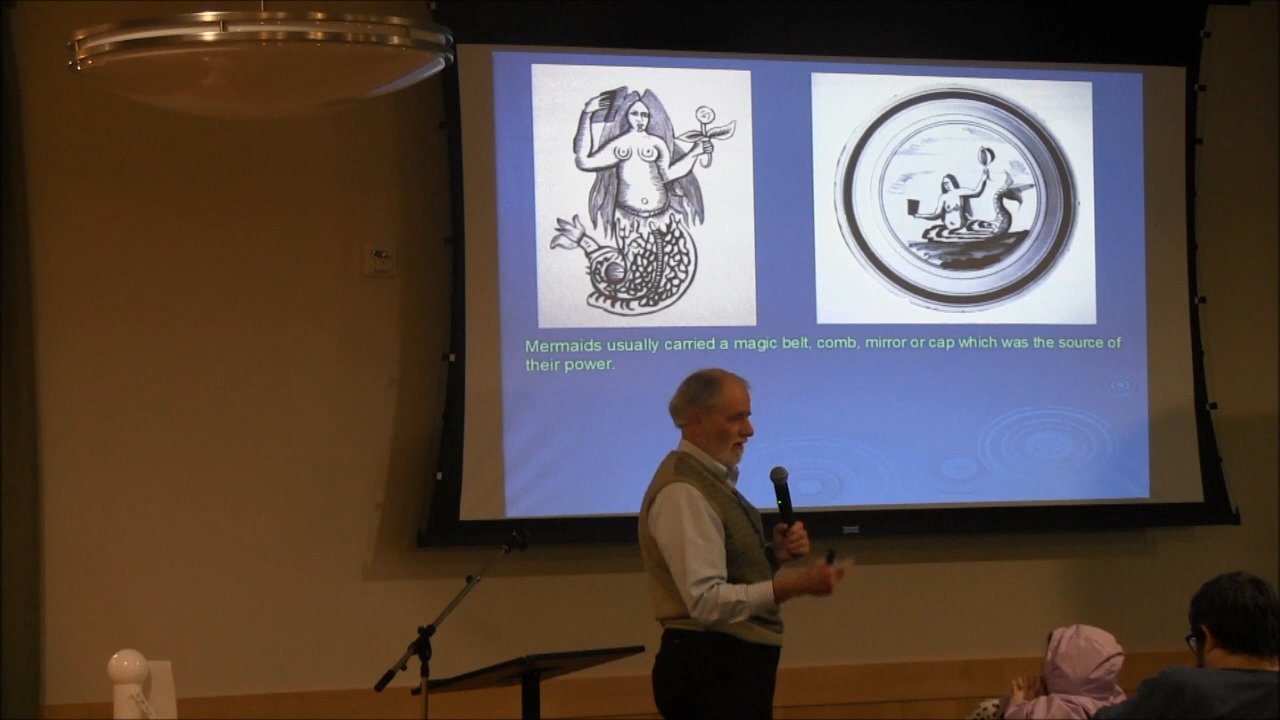 Mermaids usually carried a magic belt, comb, mirror or cap which was the source of
their power.